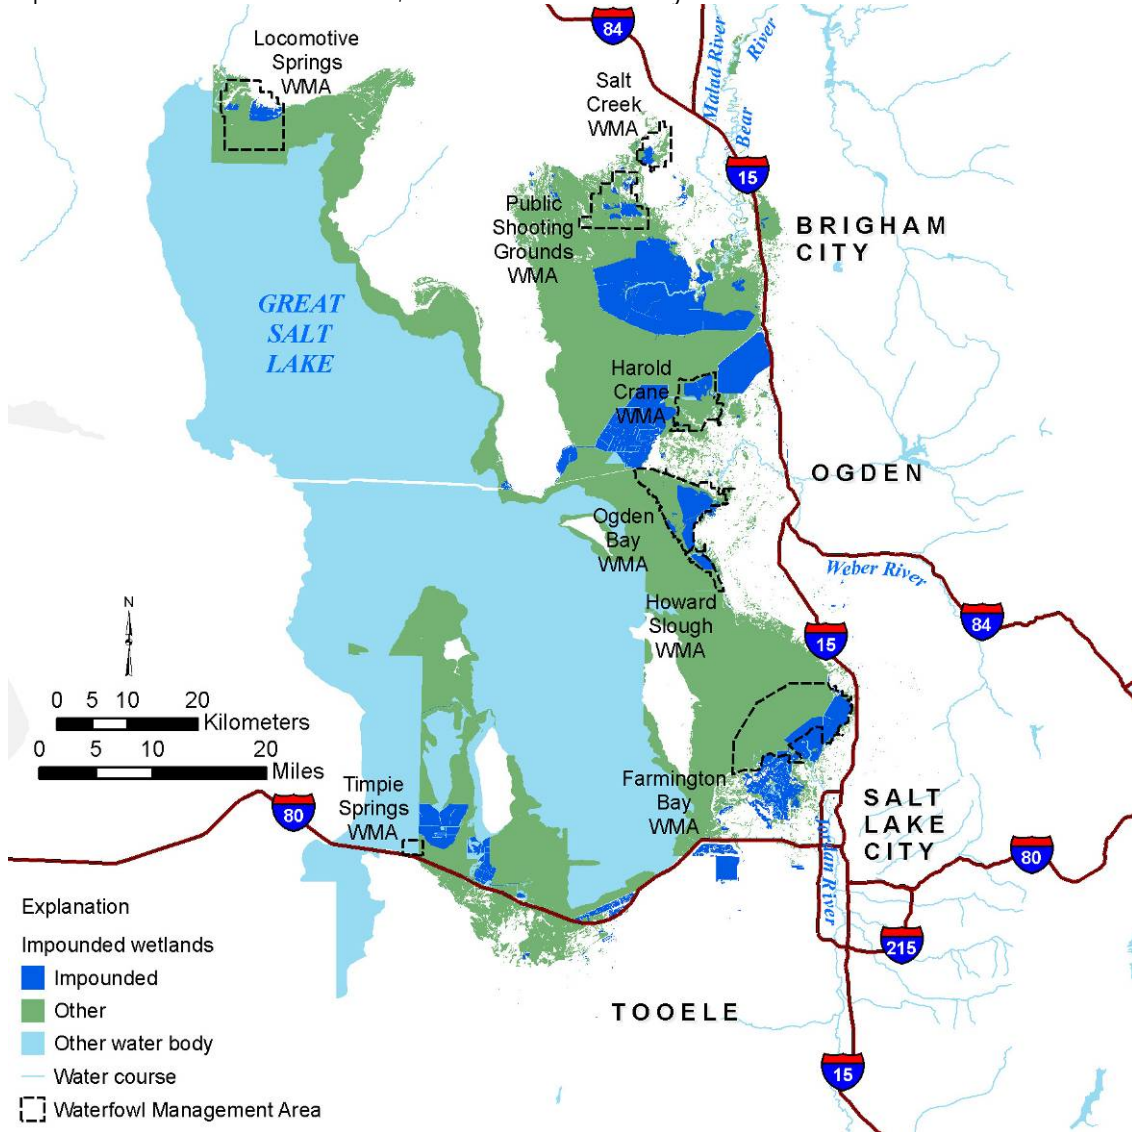 84
Locomotive
Springs
WMA
Malad River
River
Bear
Salt
Creek
WMA
15
Public
Shooting
Grounds
WMA
BRIGHAM
CITY
GREAT
SALT
LAKE
Harold
Crane
WMA
OGDEN
Ogden
Bay
WMA
Weber River
Howard
Slough
WMA
84
15
N
0 5 10 20
Kilometers
0 5 10 20
Miles
Timpie
Springs
WMA
80
Farmington
Bay
WMA
SALT
LAKE
CITY
Jordan River
80
215
Explanation
Impounded wetlands
Impounded
Other
Other water body
Water course
Waterfowl Management Area
TOOELE
15